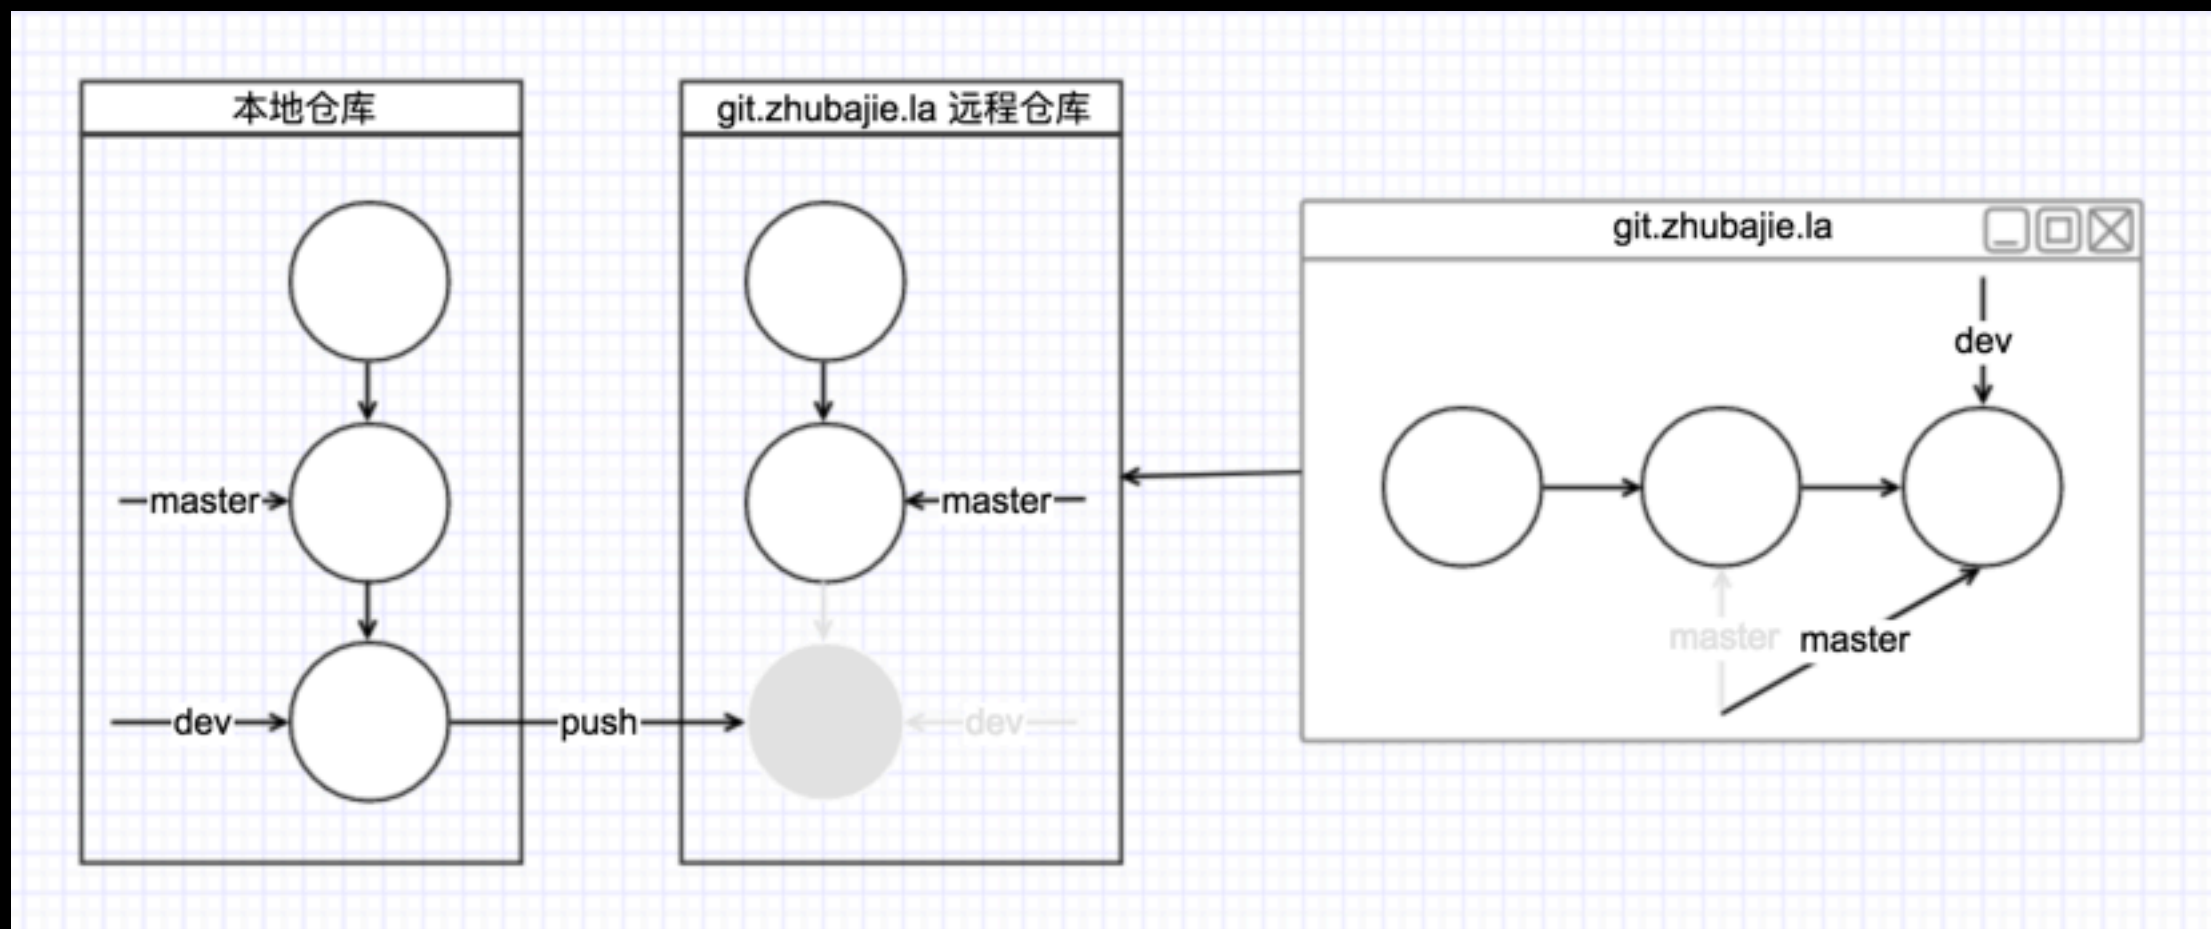 本地仓库
master
dev
push
git.zhubajie.la 远程仓库
master
dev
git.zhubajie.la
dev
master
master